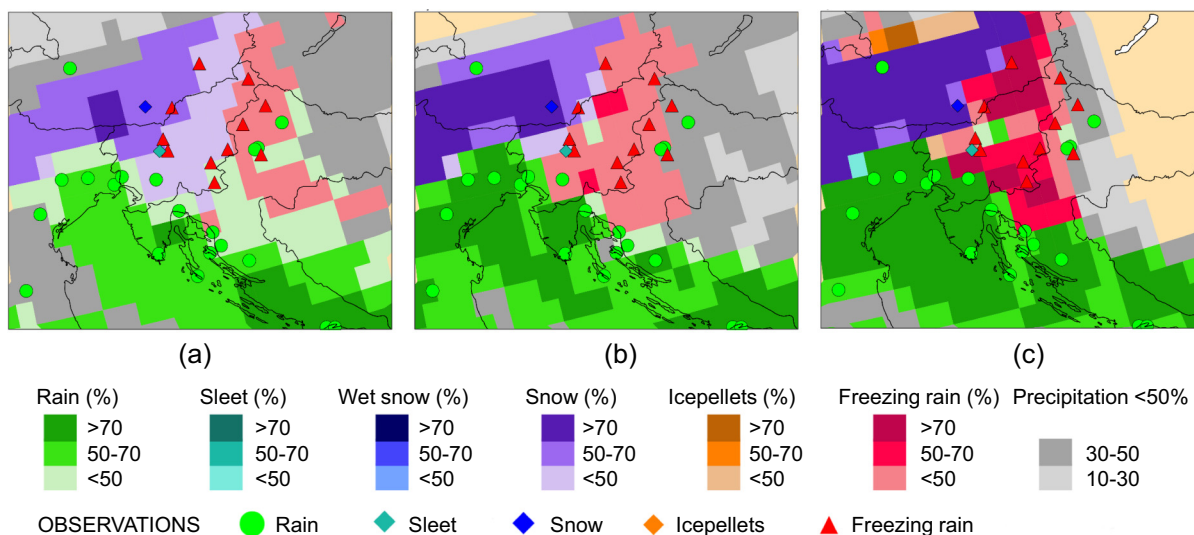 (a) (b) (c)
Rain (%) Sleet (%) Wet snow (%) Snow (%) Icepellets (%) Freezing rain (%) Precipitation <50%
>70 >70 >70 >70 >70 >70
50-70 50-70 50-70 50-70 50-70 50-70 30-50
<50 <50 <50 <50 <50 <50 10-30
OBSERVATIONS Rain Sleet Snow Icepellets Freezing rain